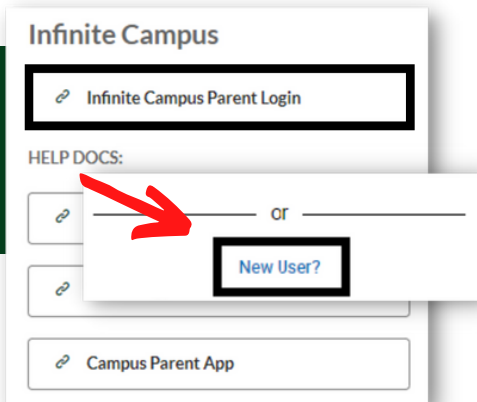 Infinite Campus
Infinite Campus Parent Login
HELP DOCS:
or
New User?
Campus Parent App